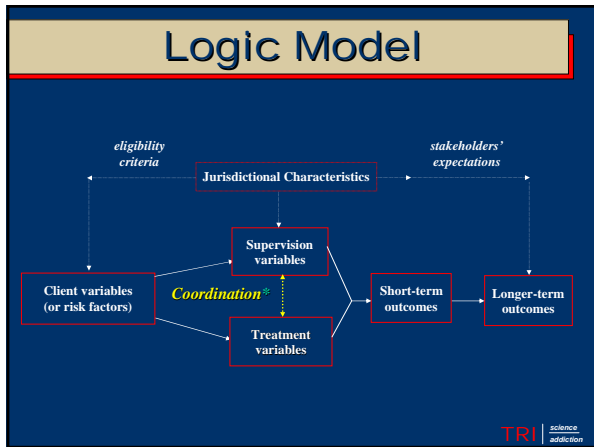 Logic Model
eligibility
criteria
stakeholders'
expectations
Jurisdictional Characteristics
Supervision
variables
Client variables
(or risk factors)
Coordination*
Short-term
outcomes
Longer-term
outcomes
Treatment
variables
TRI
science
addiction